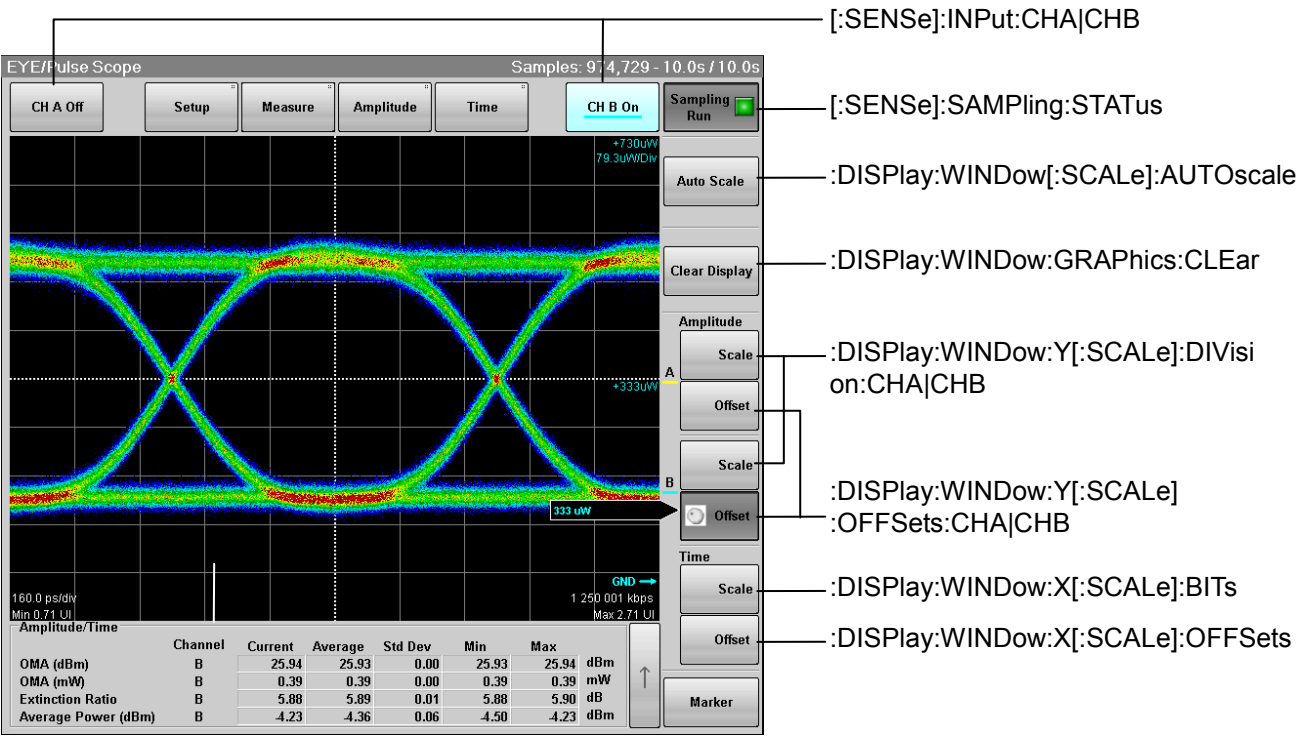 [:SENSe]:INPut:CHA|CHB
EYE/Pulse Scope
Samples: 974,729 - 10.0s / 10.0s
CH A Off
Setup
Measure
Amplitude
Time
CH B On
Sampling
Run
[:SENSe]:SAMPling:STATus
+730uW
79.3uW/Div
Auto Scale
:DISPlay:WINDow[:SCALe]:AUTOscale
Clear Display
:DISPlay:WINDow:GRAPhics:CLEar
Amplitude
Scale
:DISPlay:WINDow:Y[:SCALe]:DIVisi
on:CHA|CHB
A
+333uW
Offset
Scale
B
:DISPlay:WINDow:Y[:SCALe]
:OFFSets:CHA|CHB
333 uW
Offset
Time
GND
160.0 ps/div
1 250 001 kbps
Scale
:DISPlay:WINDow:X[:SCALe]:BITs
Min 0.71 UI
Max 2.71 UI
Offset
:DISPlay:WINDow:X[:SCALe]:OFFSets
Amplitude/Time
Channel Current Average Std Dev Min Max
OMA (dBm) B 25.94 25.93 0.00 25.93 25.94 dBm
OMA (mW) B 0.39 0.39 0.00 0.39 0.39 mW
Extinction Ratio B 5.88 5.89 0.01 5.88 5.90 dB
Average Power (dBm) B -4.23 -4.36 0.06 -4.50 -4.23 dBm
Marker